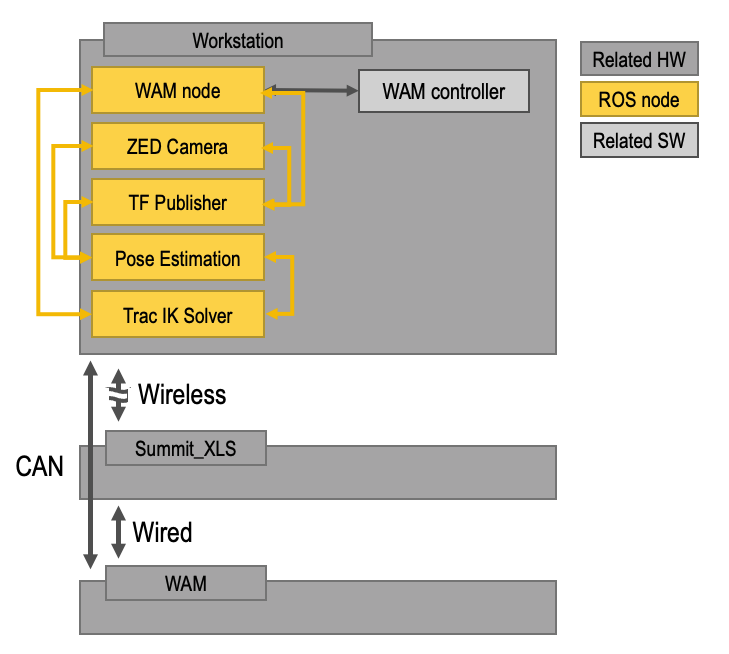 Workstation
Related HW
WAM node
WAM controller
ROS node
ZED Camera
Related SW
TF Publisher
Pose Estimation
Trac IK Solver
Wireless
Summit_XLS
CAN
Wired
WAM